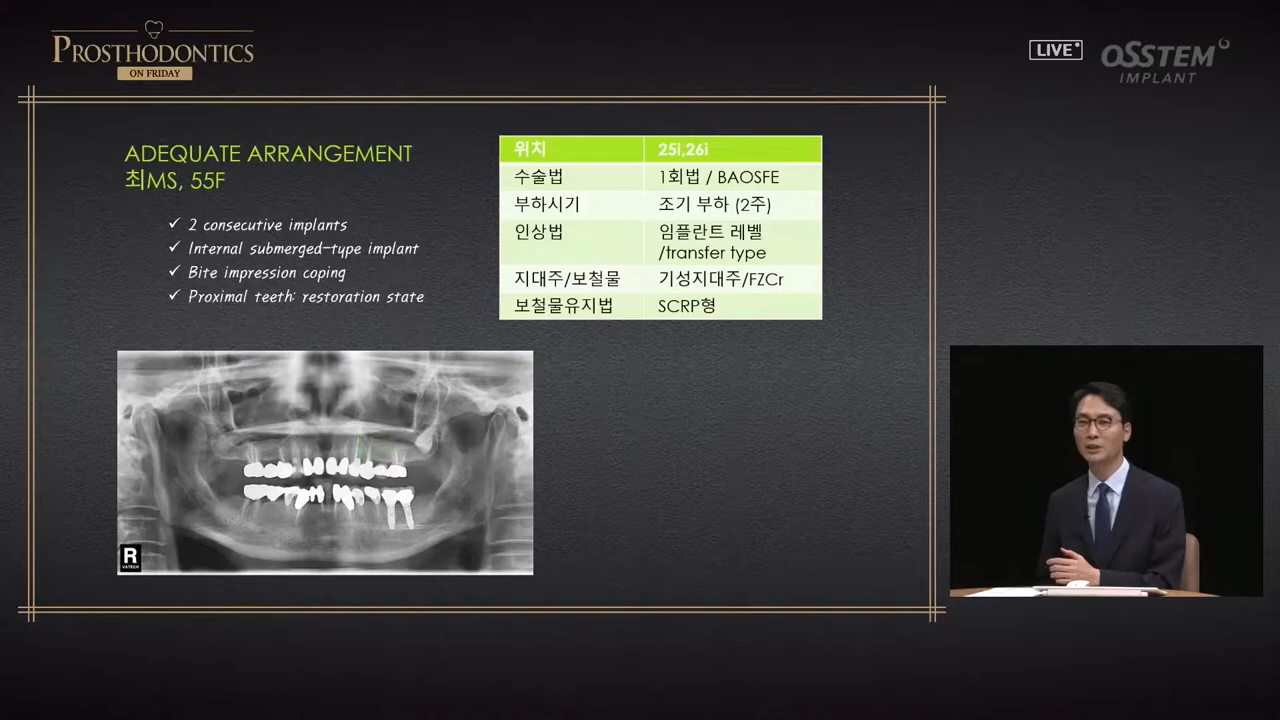 PROSTHODONTICS
ON FRIDAY
LIVE
OSSTEM
IMPLANT
ADEQUATE ARRANGEMENT
최MS, 55F
✓ 2 consecutive implants
✓ Internal submerged-type implant
✓ Bite impression coping
✓ Proximal teeth: restoration state
위치 25i,26i
수술법 1회법 / BAOSFE
부하시기 조기 부하 (2주)
인상법 임플란트 레벨
/transfer type
지대주/보철물 기성지대주/FZCr
보철물유지법 SCRP형
R
VATECH